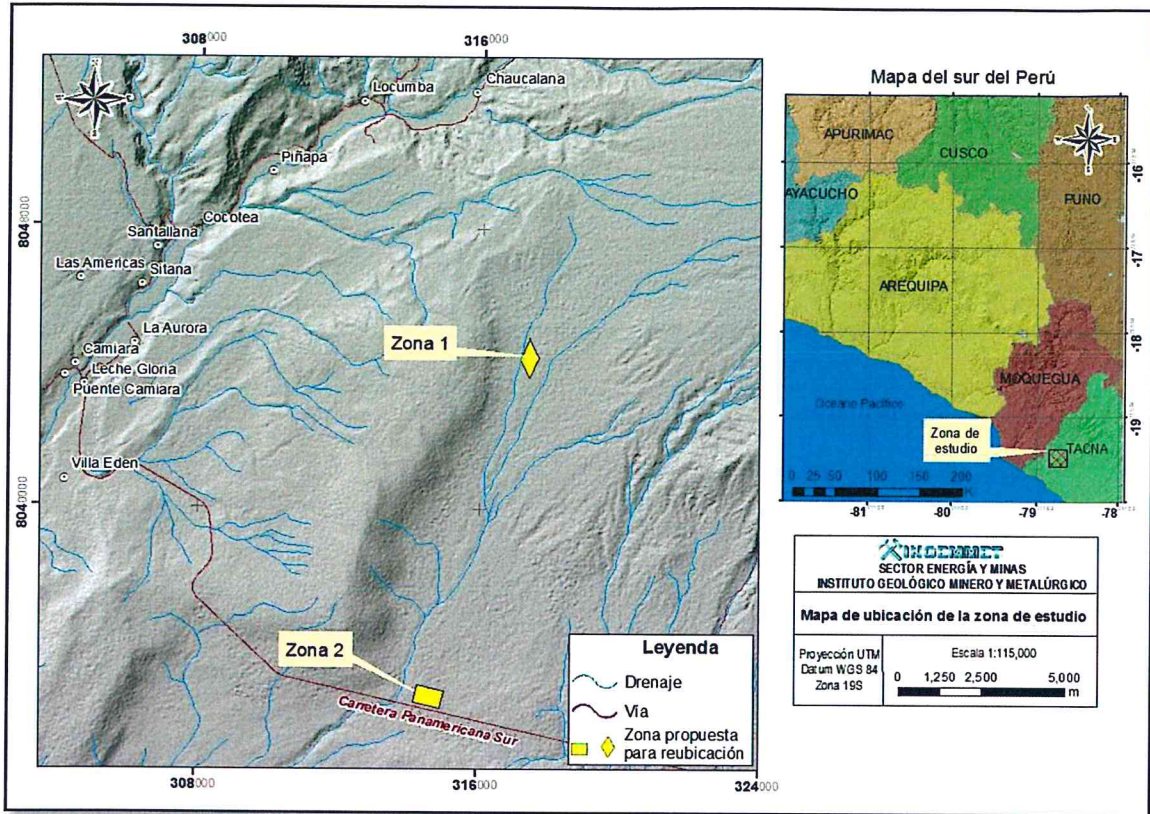 308000
316000
Chaucalana
Locumba
Piñapa
8048000
Cocotea
Santallana
Las Americas
Sitana
La Aurora
Zona 1
Camiara
Leche Gloria
Puente Camiara
Villa Eden
8040000
Zona 2
Carretera Panamericana Sur
Leyenda
Drenaje
Vía
Zona propuesta
para reubicación
308000
316000
324000
Mapa del sur del Perú
APURIMAC
CUSCO
AYACUCHO
PUNO
AREQUIPA
MOQUEGUA
Oceano Pacífico
Zona de
estudio
TACNA
0 25 50 100 150 200
-16
-17
-18
-19
-81
-80
-79
-78
INGEMMET
SECTOR ENERGÍA Y MINAS
INSTITUTO GEOLÓGICO MINERO Y METALÚRGICO
Mapa de ubicación de la zona de estudio
Proyección UTM
Datum WGS 84
Zona 19S
Escala 1:115,000
0 1,250 2,500 5,000
m